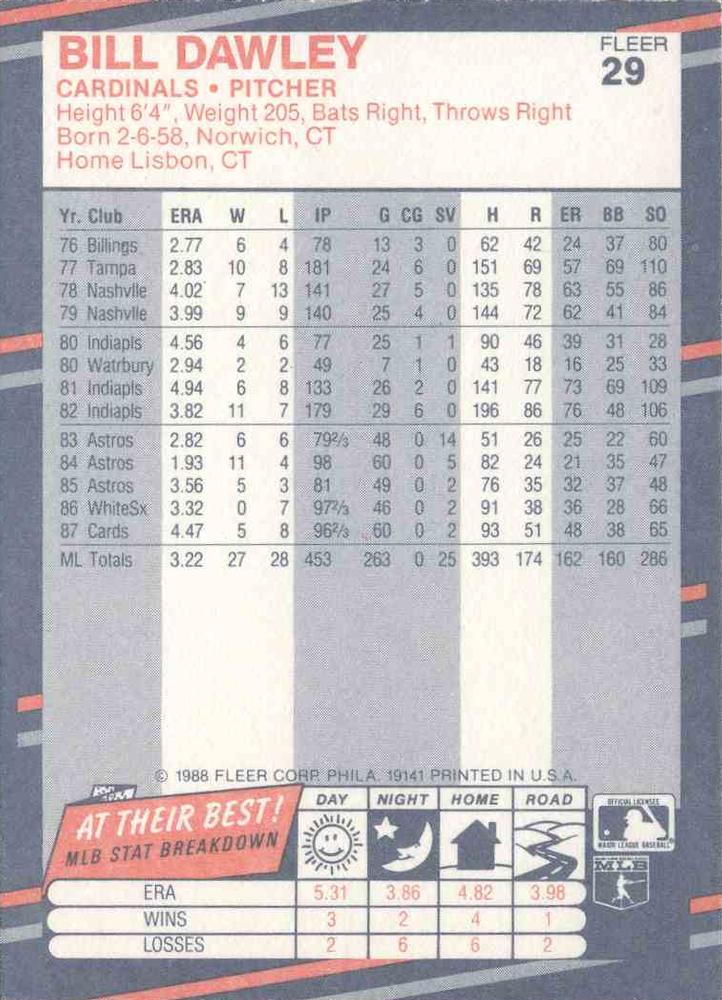 BILL DAWLEY
FLEER
29
CARDINALS • PITCHER
Height 6'4", Weight 205, Bats Right, Throws Right
Born 2-6-58, Norwich, CT
Home Lisbon, CT
Yr. Club ERA W L IP G CG SV H R ER BB SO
76 Billings 2.77 6 4 78 13 3 0 62 42 24 37 80
77 Tampa 2.83 10 8 181 24 6 0 151 69 57 69 110
78 Nashvlle 4.02 7 13 141 27 5 0 135 78 63 55 86
79 Nashvlle 3.99 9 9 140 25 4 0 144 72 62 41 84
80 Indiapls 4.56 4 6 77 25 1 1 90 46 39 31 28
80 Watrbury 2.94 2 2 49 7 1 0 43 18 16 25 33
81 Indiapls 4.94 6 8 133 26 2 0 141 77 73 69 109
82 Indiapls 3.82 11 7 179 29 6 0 196 86 76 48 106
83 Astros 2.82 6 6 79 2/3 48 0 14 51 26 25 22 60
84 Astros 1.93 11 4 98 60 0 5 82 24 21 35 47
85 Astros 3.56 5 3 81 49 0 2 76 35 32 37 48
86 WhiteSx 3.32 0 7 97 2/3 46 0 2 91 38 36 28 66
87 Cards 4.47 5 8 96 2/3 60 0 2 93 51 48 38 65
ML Totals 3.22 27 28 453 263 0 25 393 174 162 160 286
© 1988 FLEER CORP. PHILA. 19141 PRINTED IN U.S.A.
AT THEIR BEST!
MLB STAT BREAKDOWN
DAY NIGHT HOME ROAD
ERA 5.31 3.86 4.82 3.98
WINS 3 2 4 1
LOSSES 2 6 6 2
OFFICIAL LICENSEE
MAJOR LEAGUE BASEBALL
MLB